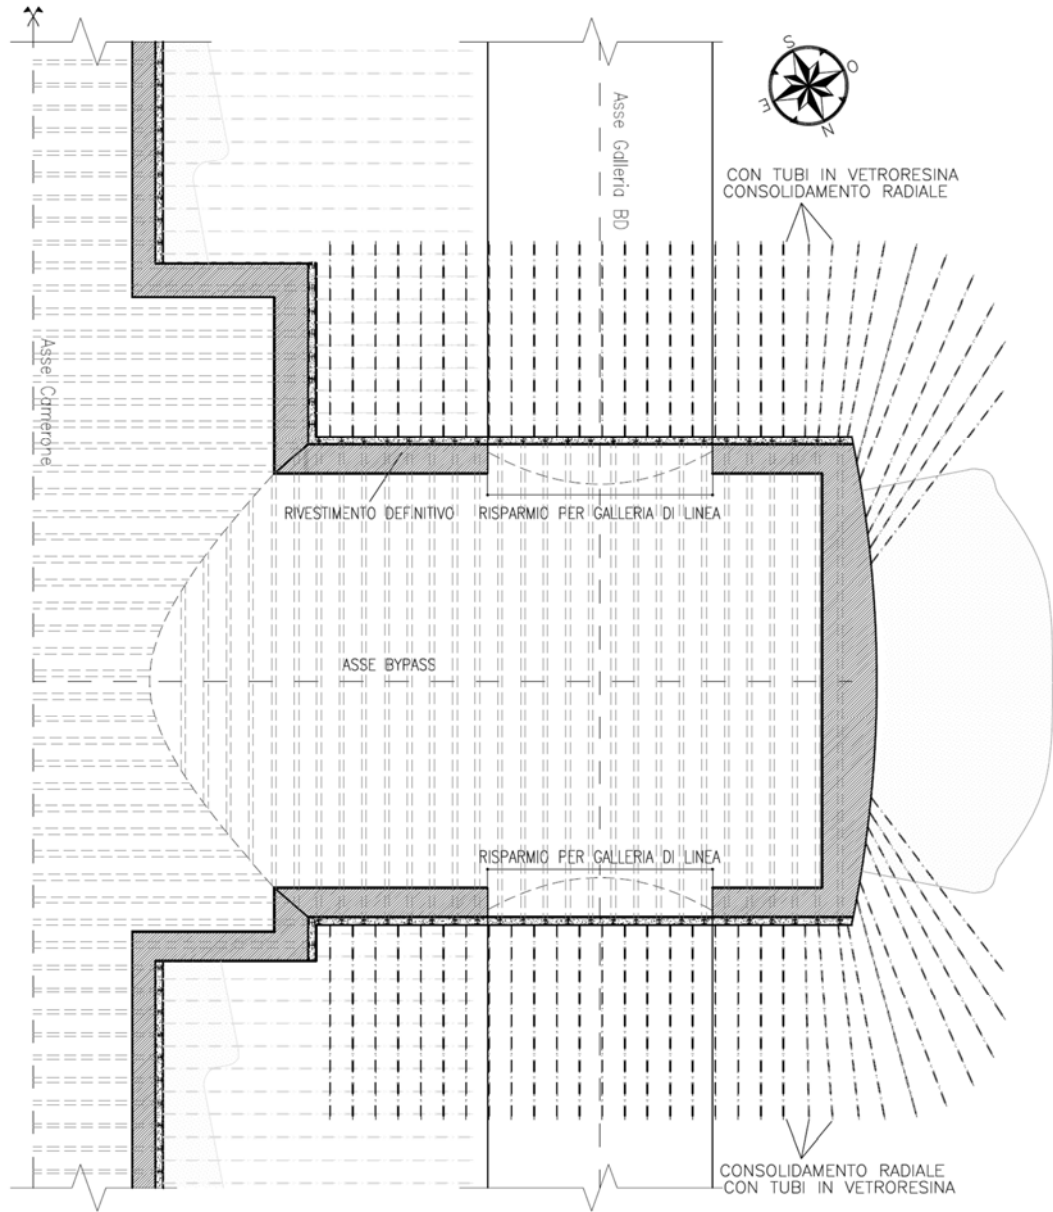 S
O
E
N
Asse Galleria BD
CON TUBI IN VETRORESINA
CONSOLIDAMENTO RADIALE
Asse Camerone
RIVESTIMENTO DEFINITIVO
RISPARMIO PER GALLERIA DI LINEA
ASSE BYPASS
RISPARMIO PER GALLERIA DI LINEA
CONSOLIDAMENTO RADIALE
CON TUBI IN VETRORESINA